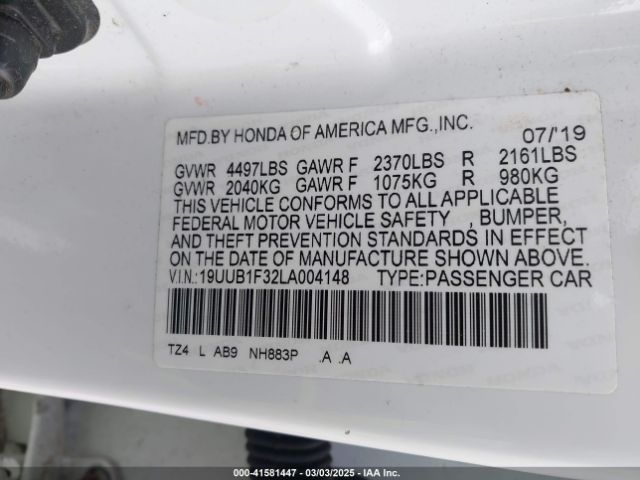 MFD.BY HONDA OF AMERICA MFG.,INC. 07/'19
GVWR 4497LBS GAWR F 2370LBS R 2161LBS
GVWR 2040KG GAWR F 1075KG R 980KG
THIS VEHICLE CONFORMS TO ALL APPLICABLE
FEDERAL MOTOR VEHICLE SAFETY , BUMPER,
AND THEFT PREVENTION STANDARDS IN EFFECT
ON THE DATE OF MANUFACTURE SHOWN ABOVE.
V.I.N.:19UUB1F32LA004148 TYPE:PASSENGER CAR
TZ4 L AB9 NH883P .A .A
000-41581447 | 03/03/2025 | IAA Inc.